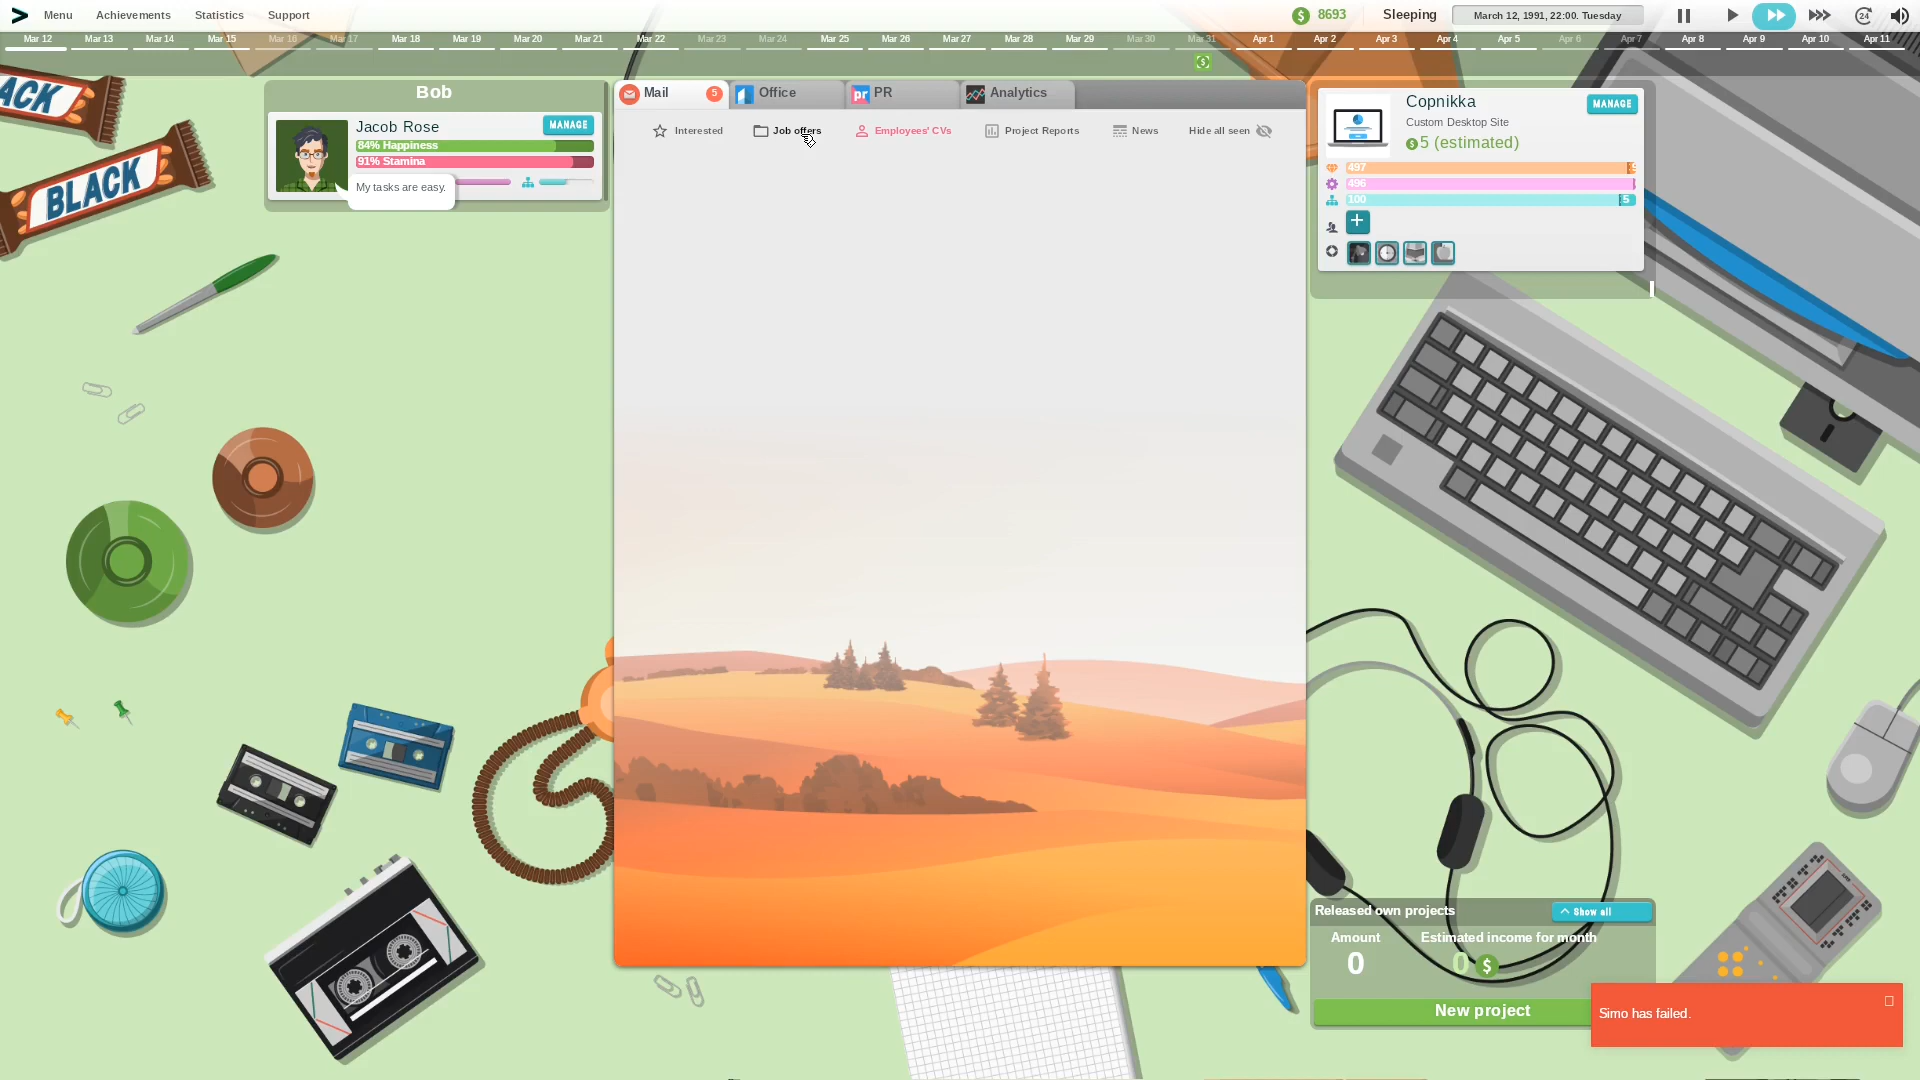 Menu Achievements Statistics Support
8693
Sleeping
March 12, 1991, 22:00. Tuesday
24
Mar 12 Mar 13 Mar 14 Mar 15 Mar 16 Mar 17 Mar 18 Mar 19 Mar 20 Mar 21 Mar 22 Mar 23 Mar 24 Mar 25 Mar 26 Mar 27 Mar 28 Mar 29 Mar 30 Mar 31 Apr 1 Apr 2 Apr 3 Apr 4 Apr 5 Apr 6 Apr 7 Apr 8 Apr 9 Apr 10 Apr 11
Bob
Jacob Rose
MANAGE
84% Happiness
91% Stamina
My tasks are easy.
Mail 5 Office PR Analytics
pr
Interested Job offers Employees' CVs Project Reports News Hide all seen
Copnikka
MANAGE
Custom Desktop Site
5 (estimated)
497
496
100 5
BLACK
Released own projects
Show all
Amount Estimated income for month
0 0
New project
Simo has failed.